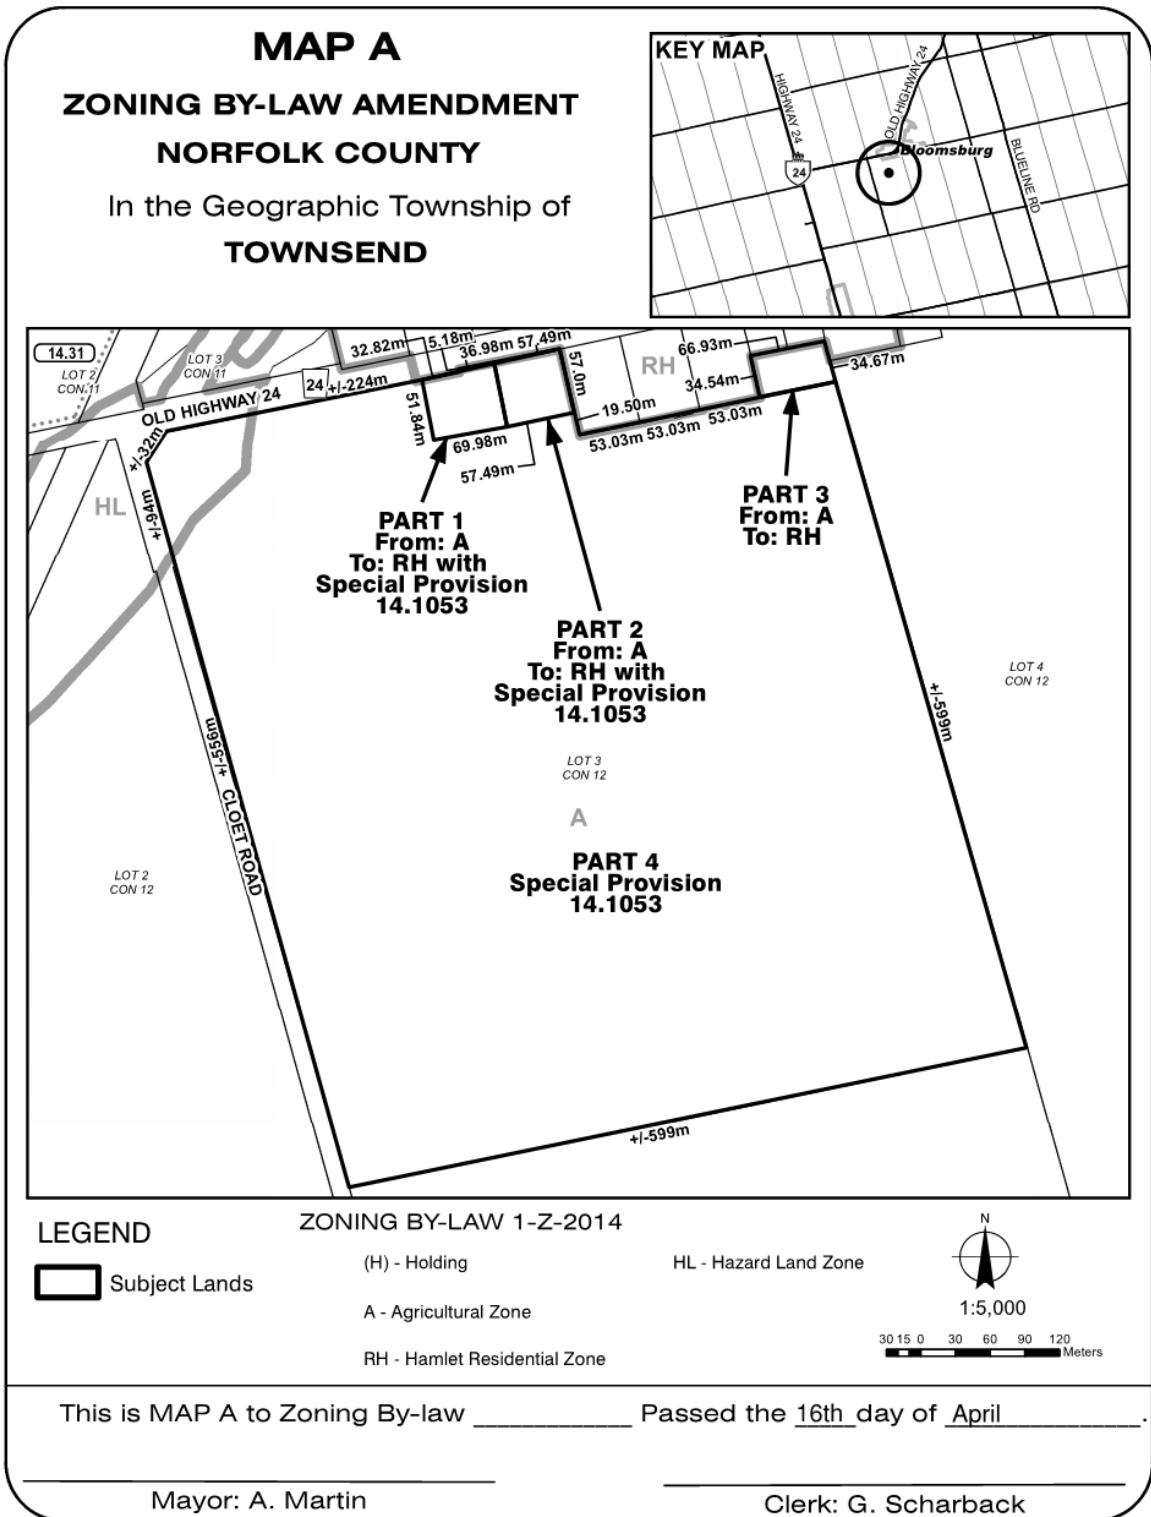 MAP A
ZONING BY-LAW AMENDMENT
NORFOLK COUNTY
In the Geographic Township of
TOWNSEND
KEY MAP
HIGHWAY 24
OLD HIGHWAY 24
24
Bloomsburg
BLUELINE RD
14.31
LOT 2
CON 11
LOT 3
CON 11
OLD HIGHWAY 24
24
+/-224m
32.82m
5.18m
36.98m
57.49m
57.0m
RH
66.93m
34.67m
34.54m
19.50m
51.84m
69.98m
57.49m
53.03m
53.03m
53.03m
+/-32m
+/-94m
HL
PART 1
From: A
To: RH with
Special Provision
14.1053
PART 2
From: A
To: RH with
Special Provision
14.1053
PART 3
From: A
To: RH
LOT 4
CON 12
+/-599m
+/-556m
CLOET ROAD
LOT 3
CON 12
A
LOT 2
CON 12
PART 4
Special Provision
14.1053
+/-599m
LEGEND
Subject Lands
ZONING BY-LAW 1-Z-2014
(H) - Holding
A - Agricultural Zone
RH - Hamlet Residential Zone
HL - Hazard Land Zone
N
1:5,000
30 15 0 30 60 90 120
Meters
This is MAP A to Zoning By-law ____________ Passed the 16th day of April___________.
Mayor: A. Martin
Clerk: G. Scharback